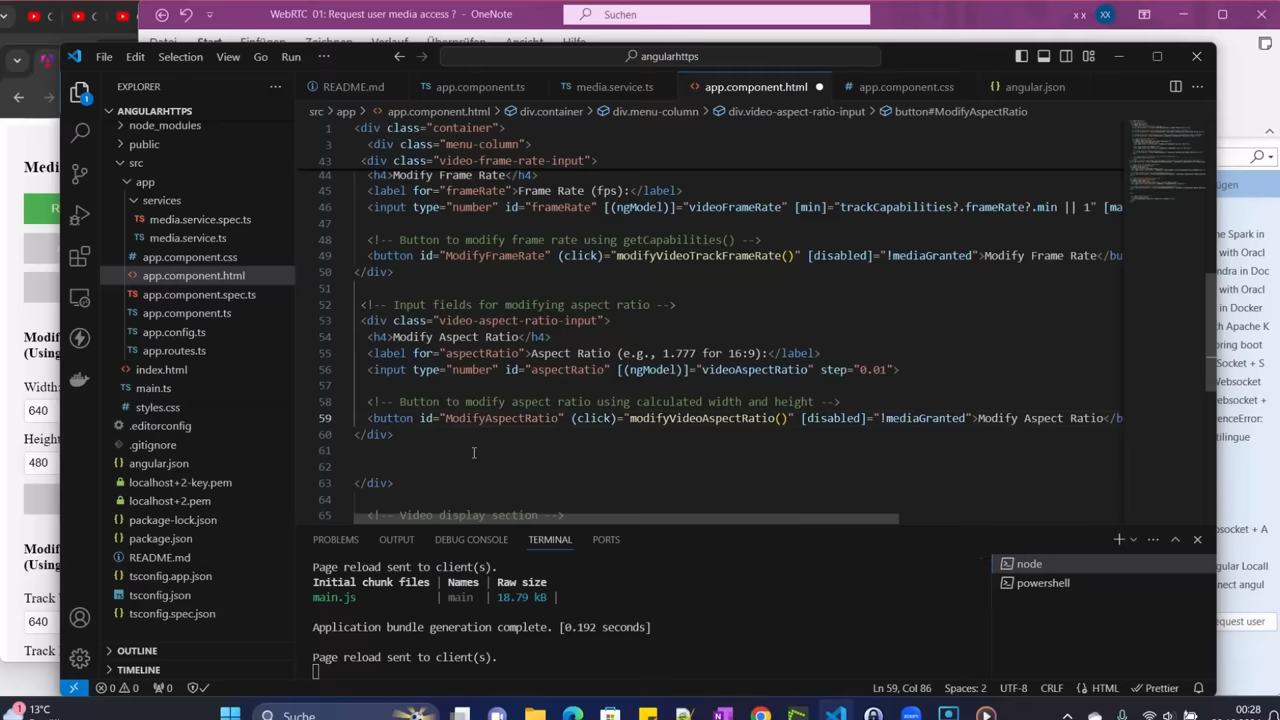 WebRTC 01: Request user media access ? - OneNote
Suchen
x x
XX
File Edit Selection View Go Run ···
angularhttps
EXPLORER
ANGULARHTTPS
node_modules
public
src
app
services
media.service.spec.ts
media.service.ts
app.component.css
app.component.html
app.component.spec.ts
app.component.ts
app.config.ts
app.routes.ts
index.html
main.ts
styles.css
.editorconfig
.gitignore
angular.json
localhost+2-key.pem
localhost+2.pem
package-lock.json
package.json
README.md
tsconfig.app.json
tsconfig.json
tsconfig.spec.json
OUTLINE
TIMELINE
README.md app.component.ts media.service.ts app.component.html app.component.css angular.json
src > app > app.component.html > div.container > div.menu-column > div.video-aspect-ratio-input > button#ModifyAspectRatio
1 <div class="container">
3 <div class="menu-column">
43 <div class="video-frame-rate-input">
44 <h4>Modify Frame Rate</h4>
45 <label for="frameRate">Frame Rate (fps):</label>
46 <input type="number" id="frameRate" [(ngModel)]="videoFrameRate" [min]="trackCapabilities?.frameRate?.min || 1" [ma
47
48 <!-- Button to modify frame rate using getCapabilities() -->
49 <button id="ModifyFrameRate" (click)="modifyVideoTrackFrameRate()" [disabled]="!mediaGranted">Modify Frame Rate</bu
50 </div>
51
52 <!-- Input fields for modifying aspect ratio -->
53 <div class="video-aspect-ratio-input">
54 <h4>Modify Aspect Ratio</h4>
55 <label for="aspectRatio">Aspect Ratio (e.g., 1.777 for 16:9):</label>
56 <input type="number" id="aspectRatio" [(ngModel)]="videoAspectRatio" step="0.01">
57
58 <!-- Button to modify aspect ratio using calculated width and height -->
59 <button id="ModifyAspectRatio" (click)="modifyVideoAspectRatio()" [disabled]="!mediaGranted">Modify Aspect Ratio</b
60 </div>
61
62
63 </div>
64
65 <!-- Video display section -->
PROBLEMS OUTPUT DEBUG CONSOLE TERMINAL PORTS
Page reload sent to client(s).
Initial chunk files | Names | Raw size
main.js | main | 18.79 kB |
Application bundle generation complete. [0.192 seconds]
Page reload sent to client(s).
node
powershell
0 0 0 Ln 59, Col 86 Spaces: 2 UTF-8 CRLF HTML Prettier
Medi
R
Modif
(Using
Width:
640
Height
480
Modif
(Using
Track
640
Track
13°C
Suche
00:28